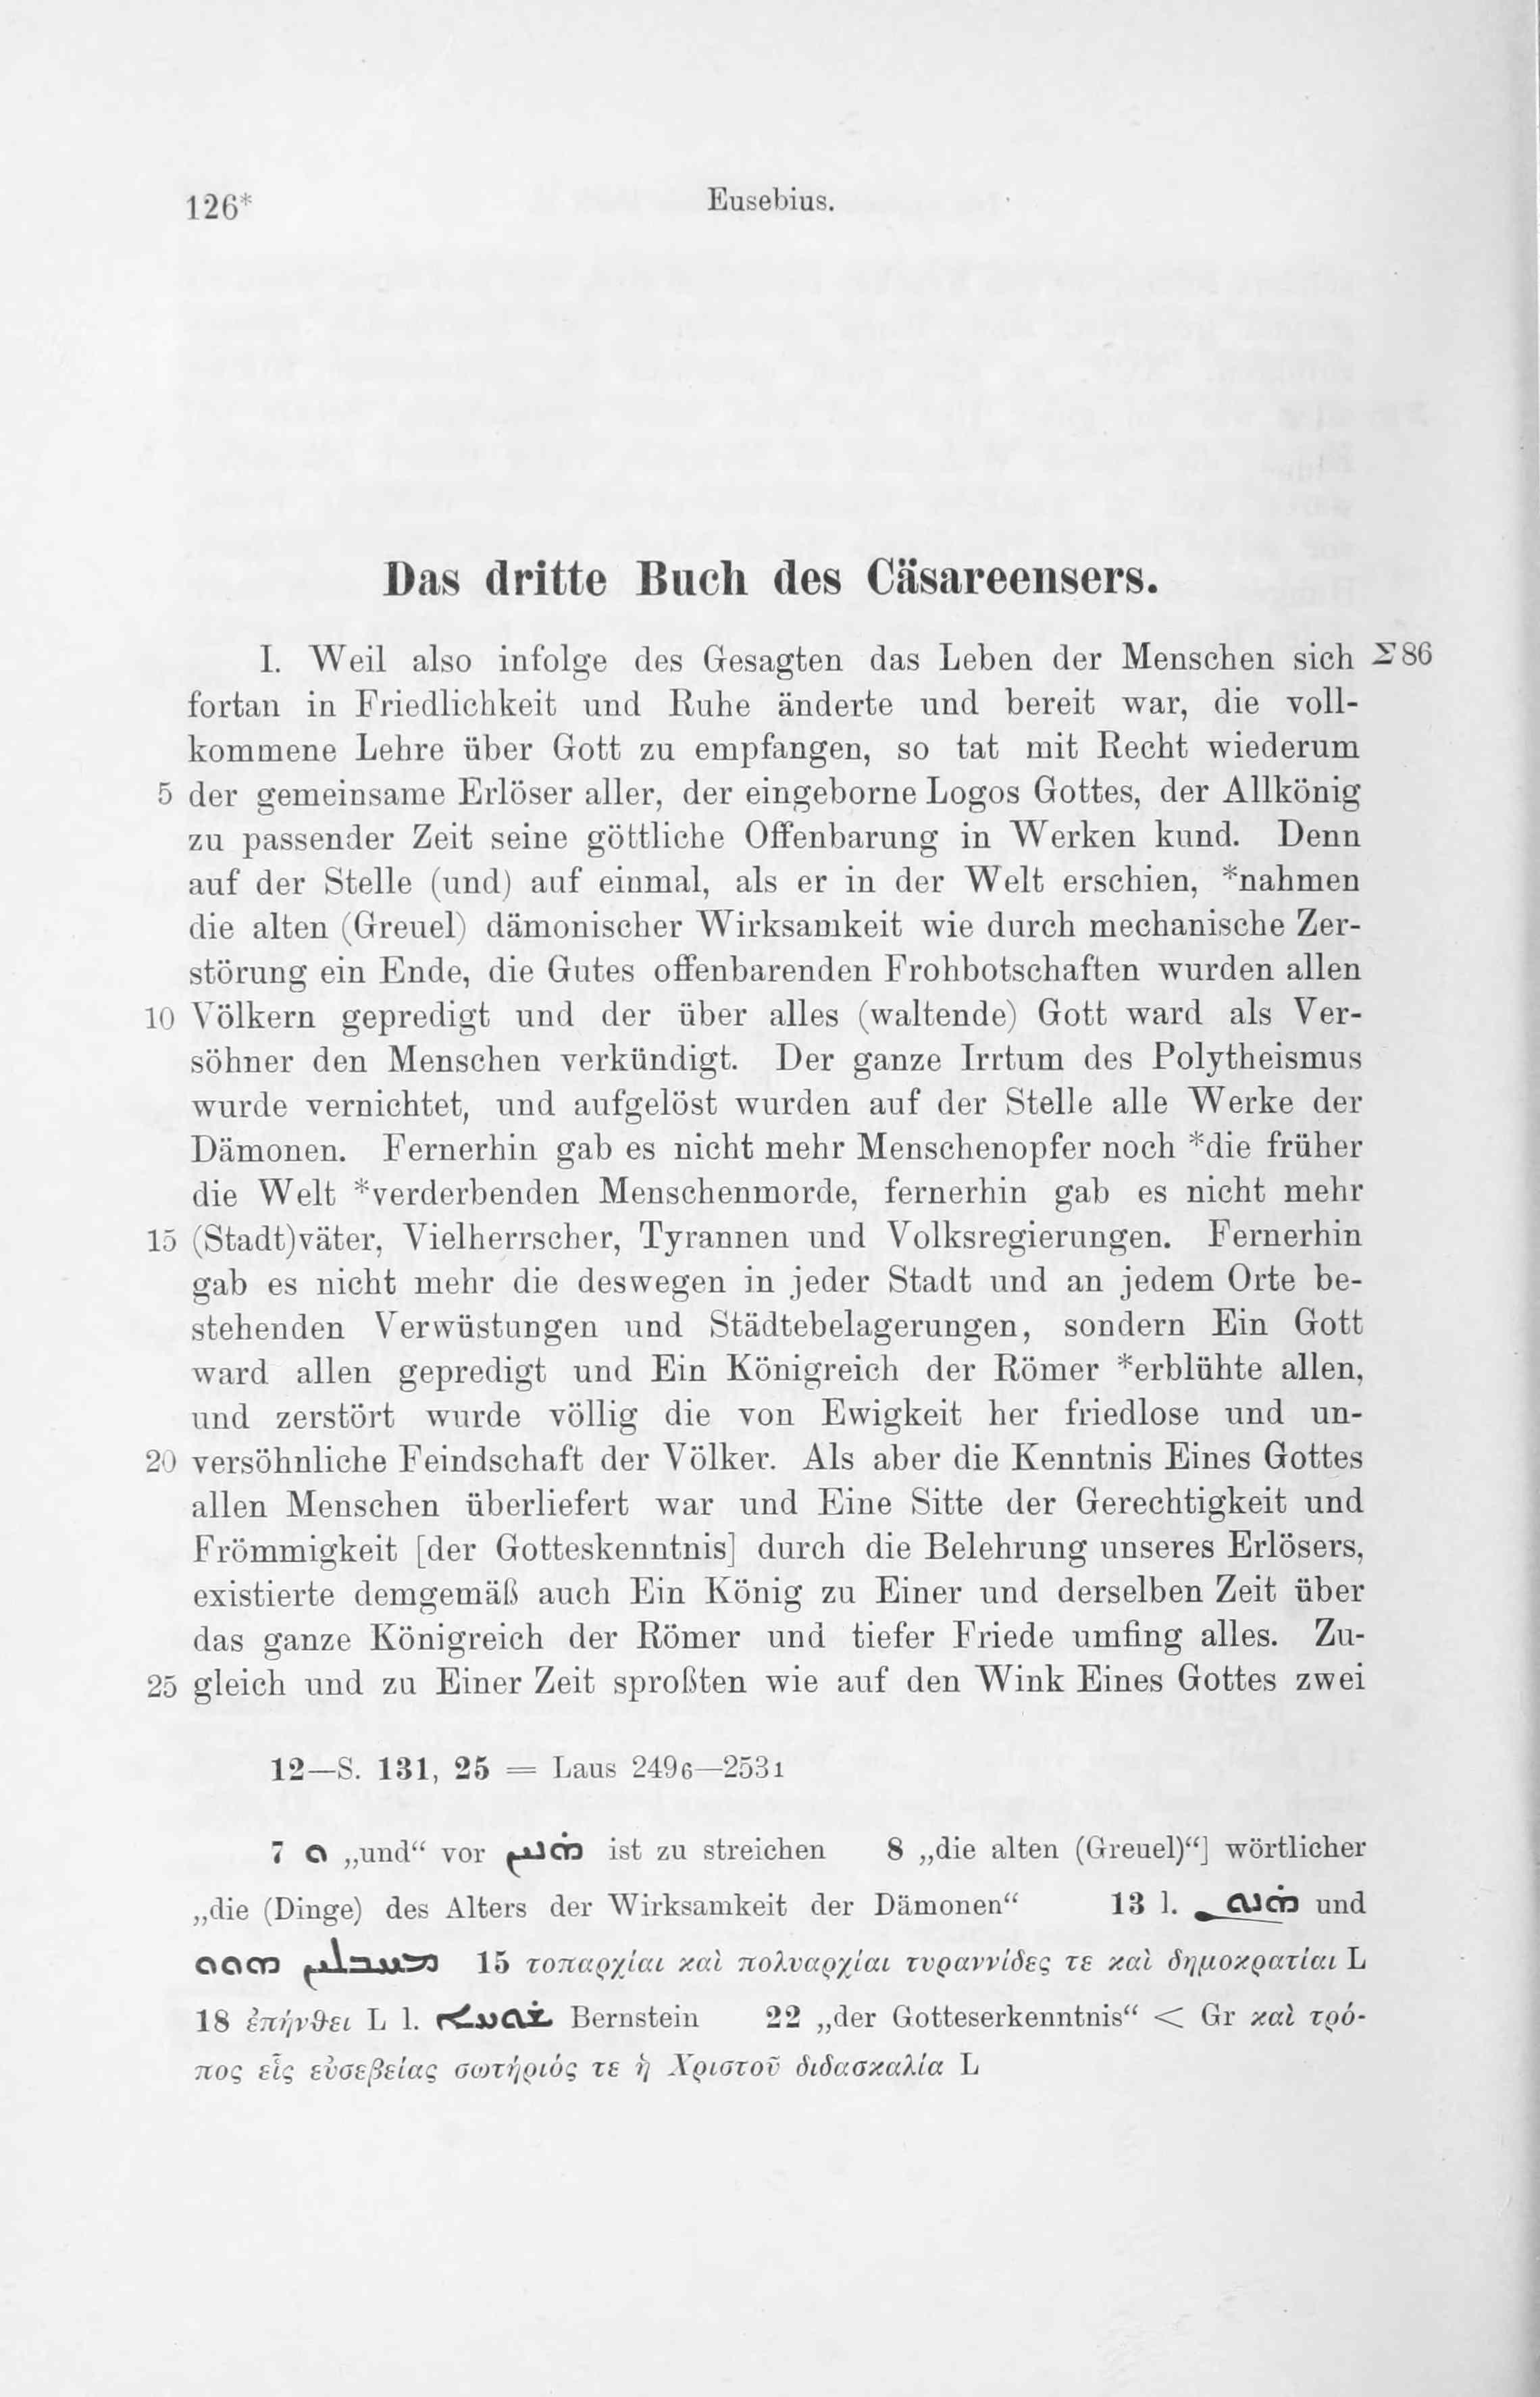 126*
Eusebius.
Das dritte Buch des Cäsareensers.
I. Weil also infolge des Gesagten das Leben der Menschen sich Σ 86
fortan in Friedlichkeit und Ruhe änderte und bereit war, die voll-
kommene Lehre über Gott zu empfangen, so tat mit Recht wiederum
5 der gemeinsame Erlöser aller, der eingeborne Logos Gottes, der Allkönig
zu passender Zeit seine göttliche Offenbarung in Werken kund. Denn
auf der Stelle (und) auf einmal, als er in der Welt erschien, *nahmen
die alten (Greuel) dämonischer Wirksamkeit wie durch mechanische Zer-
störung ein Ende, die Gutes offenbarenden Frohbotschaften wurden allen
10 Völkern gepredigt und der über alles (waltende) Gott ward als Ver-
söhner den Menschen verkündigt. Der ganze Irrtum des Polytheismus
wurde vernichtet, und aufgelöst wurden auf der Stelle alle Werke der
Dämonen. Fernerhin gab es nicht mehr Menschenopfer noch *die früher
die Welt *verderbenden Menschenmorde, fernerhin gab es nicht mehr
15 (Stadt)väter, Vielherrscher, Tyrannen und Volksregierungen. Fernerhin
gab es nicht mehr die deswegen in jeder Stadt und an jedem Orte be-
stehenden Verwüstungen und Städtebelagerungen, sondern Ein Gott
ward allen gepredigt und Ein Königreich der Römer *erblühte allen,
und zerstört wurde völlig die von Ewigkeit her friedlose und un-
20 versöhnliche Feindschaft der Völker. Als aber die Kenntnis Eines Gottes
allen Menschen überliefert war und Eine Sitte der Gerechtigkeit und
Frömmigkeit [der Gotteskenntnis] durch die Belehrung unseres Erlösers,
existierte demgemäß auch Ein König zu Einer und derselben Zeit über
das ganze Königreich der Römer und tiefer Friede umfing alles. Zu-
25 gleich und zu Einer Zeit sproßten wie auf den Wink Eines Gottes zwei
12—S. 131, 25 = Laus 249 6—253 1
7 ܘ „und“ vor ܗܢܝܢ ist zu streichen 8 „die alten (Greuel)“] wörtlicher
„die (Dinge) des Alters der Wirksamkeit der Dämonen“ 13 l. ܗܢܘܢ und
ܡܚܒܠܝܢ ܗܘܘ 15 τοπαρχίαι καὶ πολυαρχίαι τυραννίδες τε καὶ δημοκρατίαι L
18 ἐπήνθει L l. Bernstein 22 „der Gotteserkenntnis“ < Gr καὶ τρό-
πος εἷς εὐσεβείας σωτήριός τε ἡ Χριστοῦ διδασκαλία L